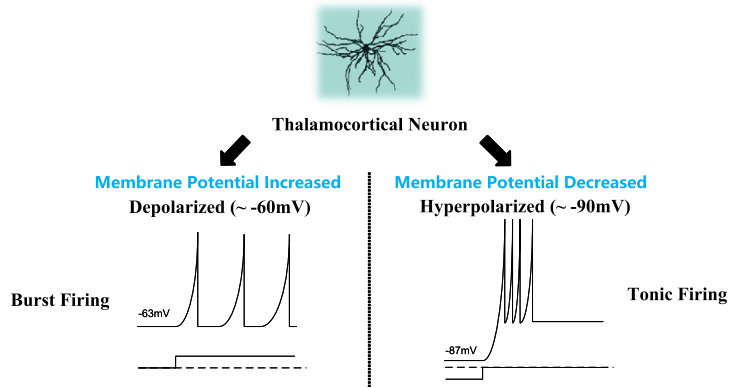 Thalamocortical Neuron
Membrane Potential Increased
Depolarized (~ -60mV)
Burst Firing
-63mV
Membrane Potential Decreased
Hyperpolarized (~ -90mV)
Tonic Firing
-87mV